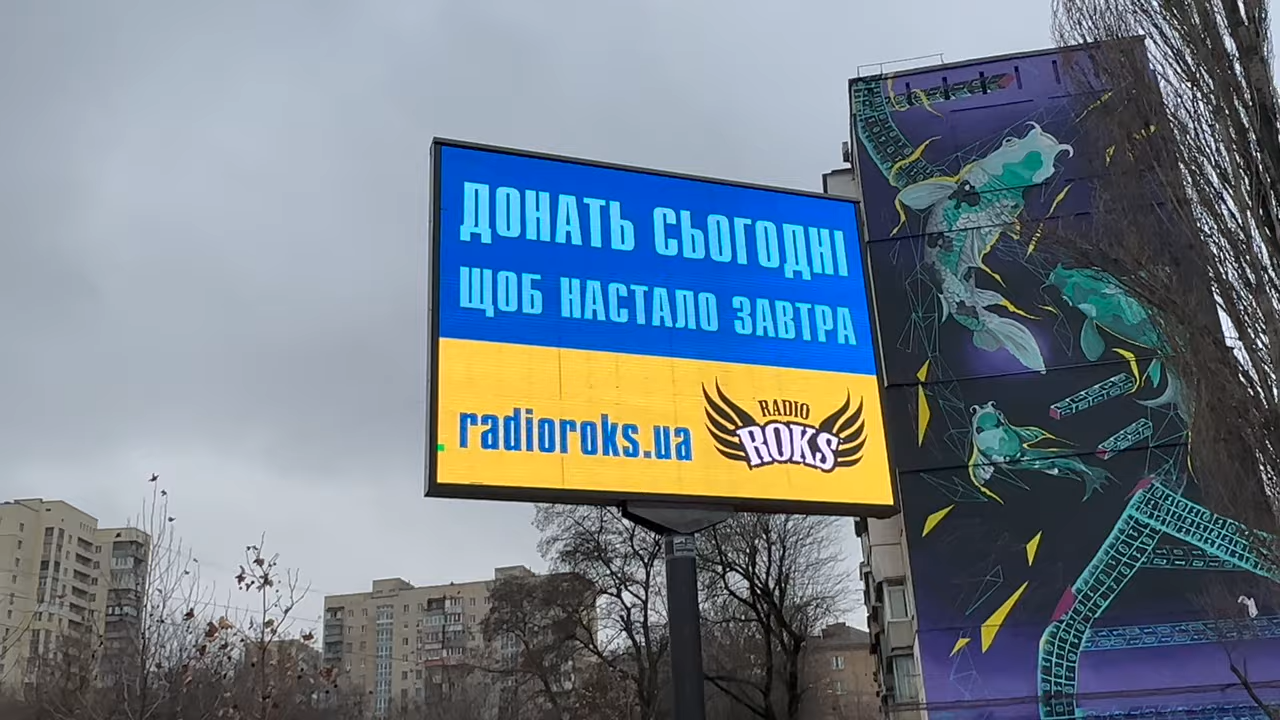 ДОНАТЬ СЬОГОДНІ
ЩОБ НАСТАЛО ЗАВТРА
radioroks.ua
RADIO
ROKS